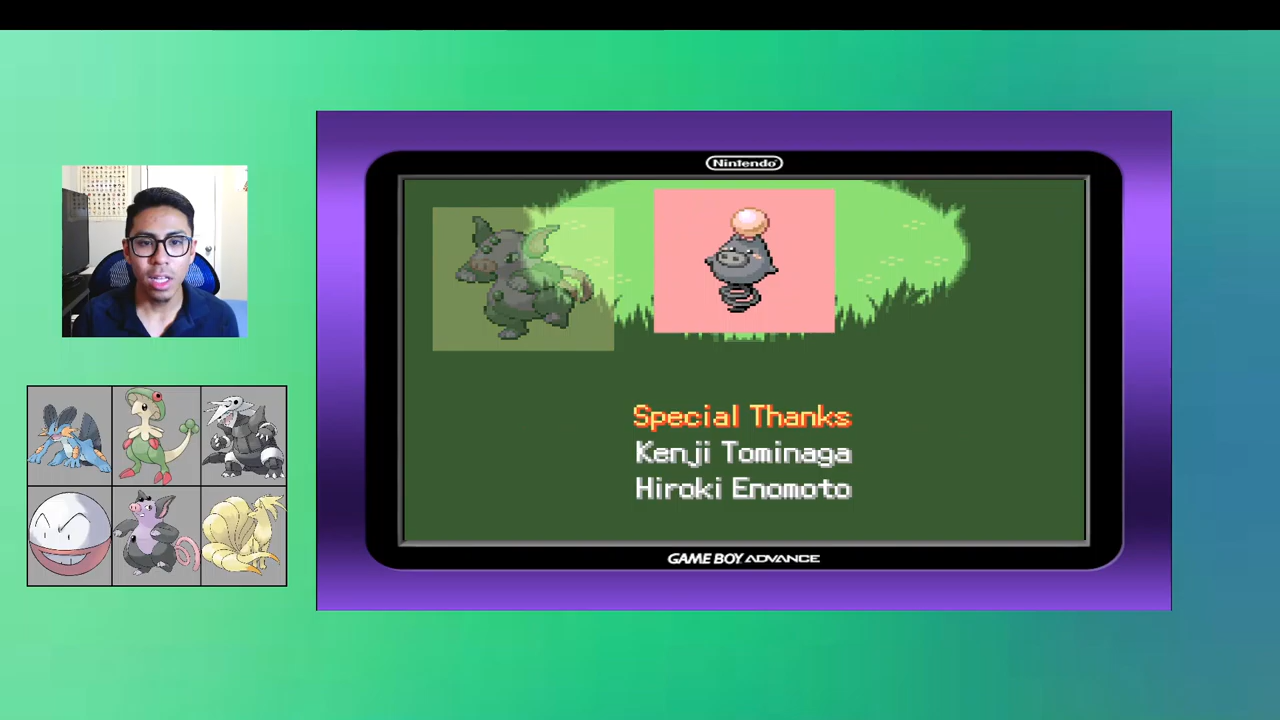 Nintendo
Special Thanks
Kenji Tominaga
Hiroki Enomoto
GAME BOY ADVANCE